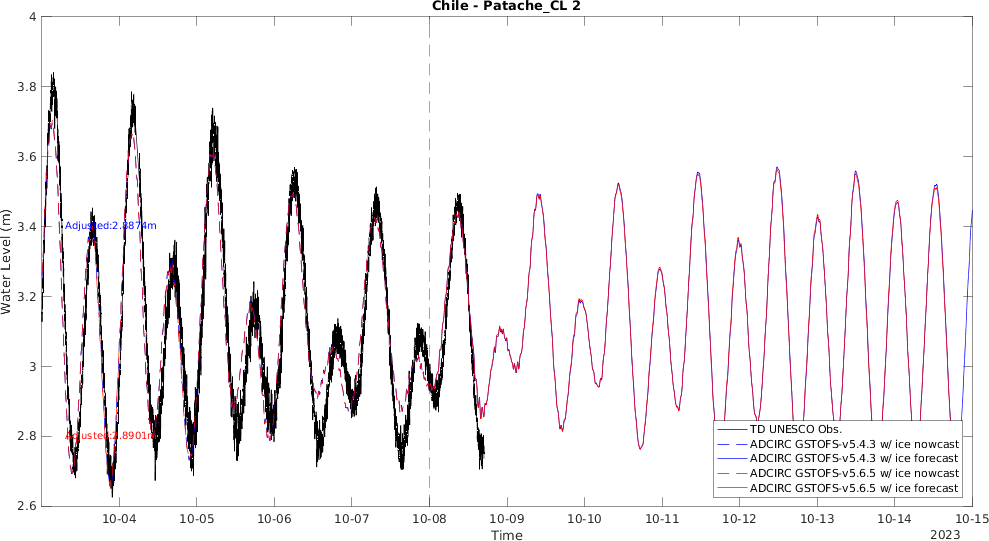 Chile - Patache_CL 2
4
3.8
3.6
3.4
3.2
3
2.8
2.6
Water Level (m)
Adjusted:2.8874m
Adjusted:2.8901m
TD UNESCO Obs.
ADCIRC GSTOFS-v5.4.3 w/ ice nowcast
ADCIRC GSTOFS-v5.4.3 w/ ice forecast
ADCIRC GSTOFS-v5.6.5 w/ ice nowcast
ADCIRC GSTOFS-v5.6.5 w/ ice forecast
10-04 10-05 10-06 10-07 10-08 10-09 10-10 10-11 10-12 10-13 10-14 10-15
Time
2023